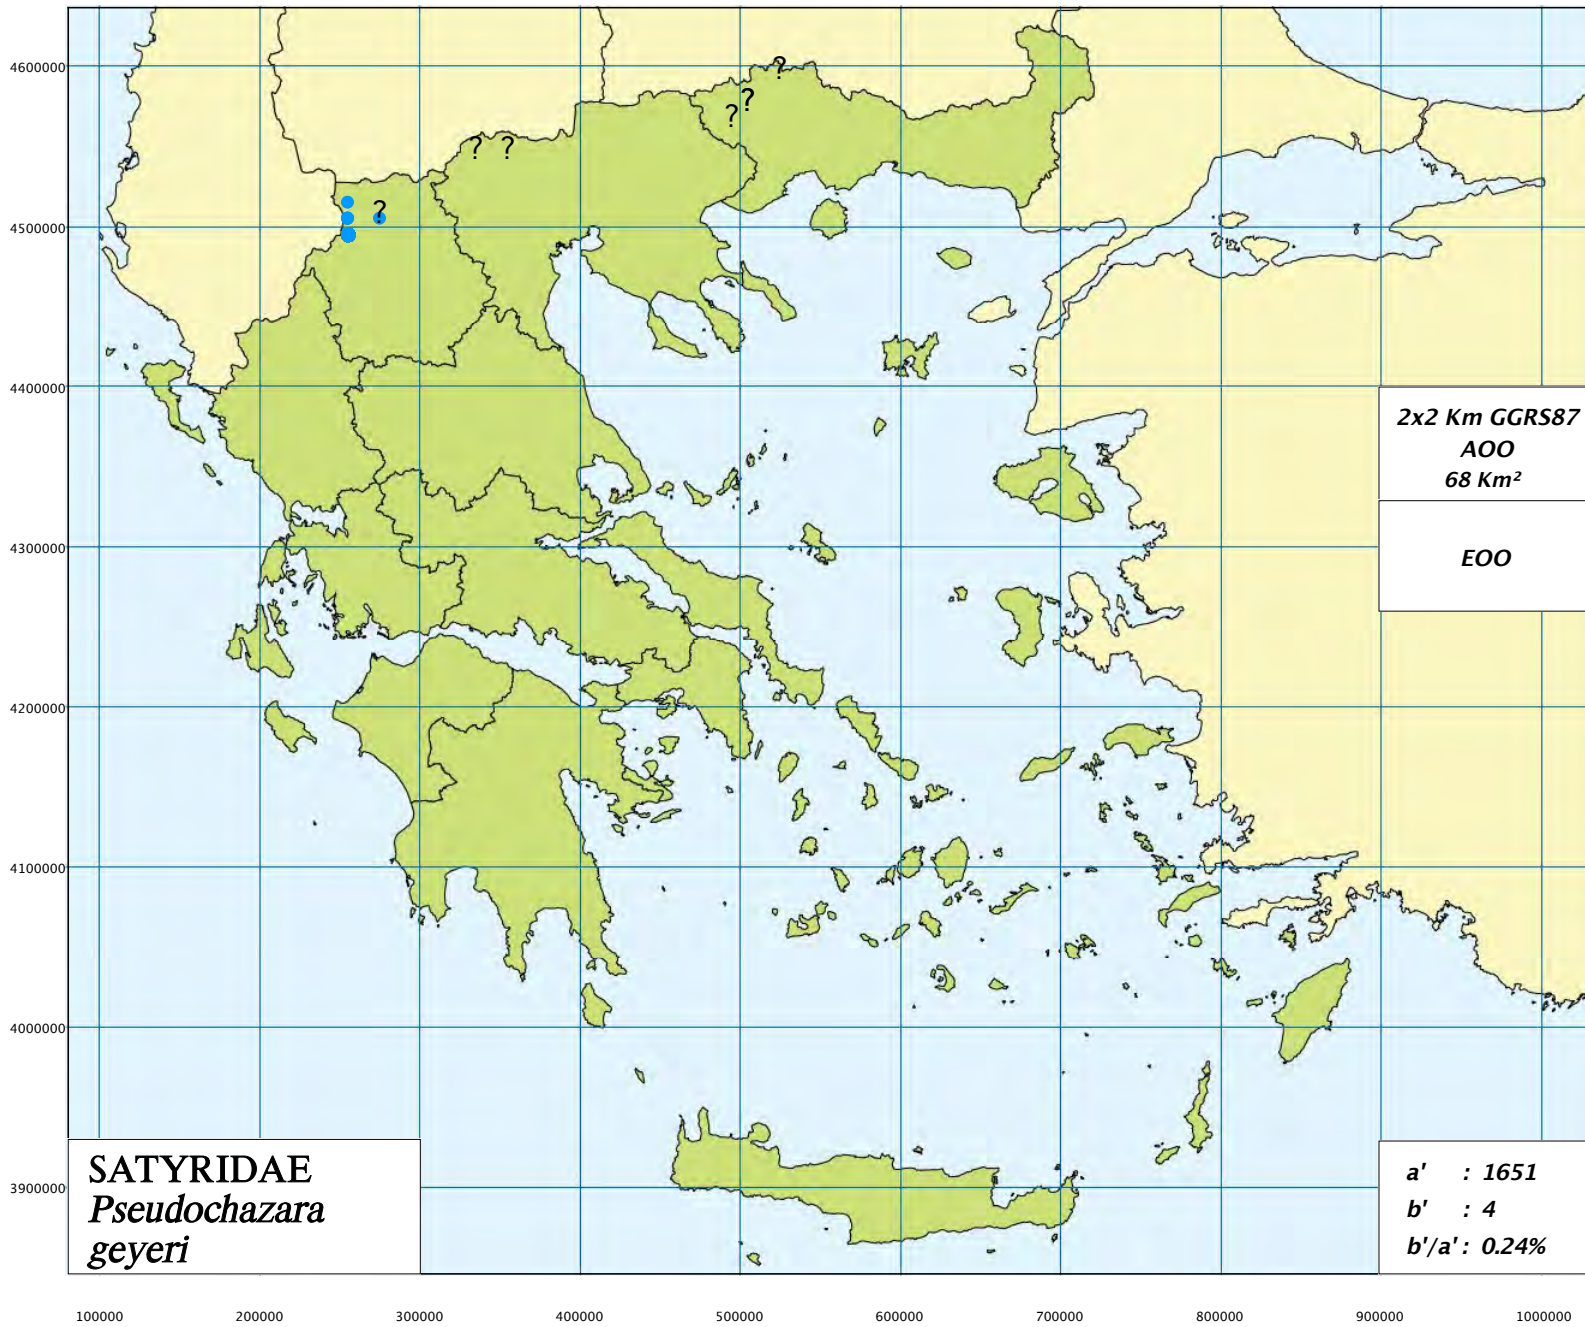 4600000
?
?
?
? ?
?
4500000
4400000
2x2 Km GGRS87
AOO
68 Km²
4300000
EOO
4200000
4100000
4000000
3900000
SATYRIDAE
Pseudochazara
geyeri
a' : 1651
b' : 4
b'/a' : 0.24%
100000 200000 300000 400000 500000 600000 700000 800000 900000 1000000